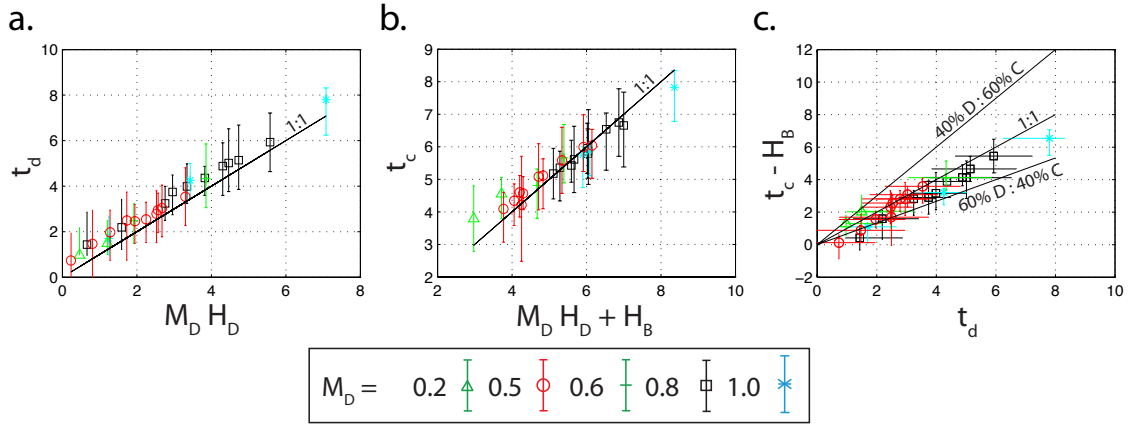 a.
t_d
10
8
6
4
2
0
0 2 4 6 8
1:1
M_D H_D
b.
t_c
9
8
7
6
5
4
3
2
2 4 6 8 10
1:1
M_D H_D + H_B
c.
t_c - H_B
12
10
8
6
4
2
0
−2
0 2 4 6 8 10
40% D : 60% C
1:1
60% D : 40% C
t_d
M_D = 0.2 0.5 0.6 0.8 1.0